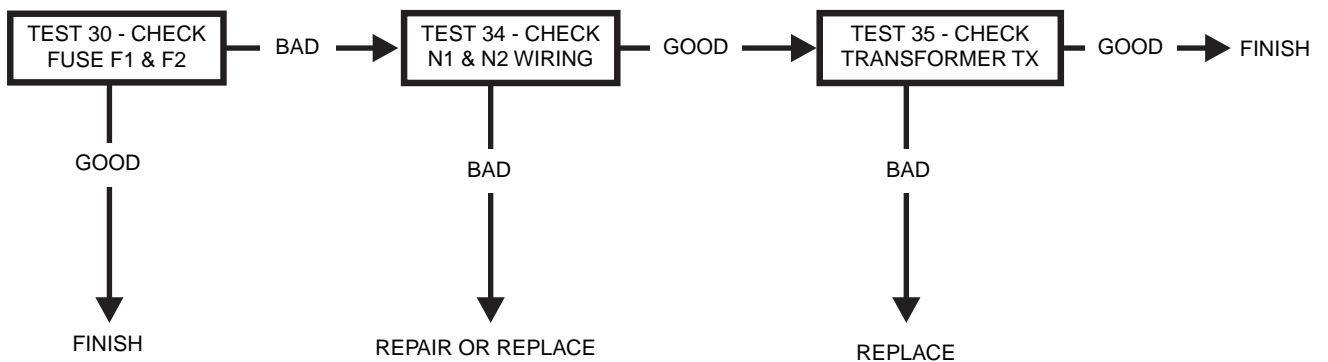 TEST 30 - CHECK
FUSE F1 & F2
BAD
TEST 34 - CHECK
N1 & N2 WIRING
GOOD
TEST 35 - CHECK
TRANSFORMER TX
GOOD
FINISH
GOOD
BAD
BAD
FINISH
REPAIR OR REPLACE
REPLACE